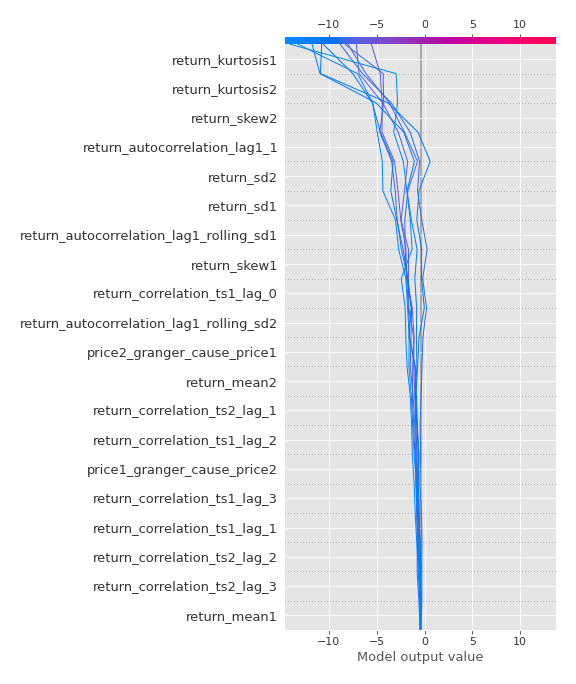 −10 −5 0 5 10
return_kurtosis1
return_kurtosis2
return_skew2
return_autocorrelation_lag1_1
return_sd2
return_sd1
return_autocorrelation_lag1_rolling_sd1
return_skew1
return_correlation_ts1_lag_0
return_autocorrelation_lag1_rolling_sd2
price2_granger_cause_price1
return_mean2
return_correlation_ts2_lag_1
return_correlation_ts1_lag_2
price1_granger_cause_price2
return_correlation_ts1_lag_3
return_correlation_ts1_lag_1
return_correlation_ts2_lag_2
return_correlation_ts2_lag_3
return_mean1
−10 −5 0 5 10
Model output value